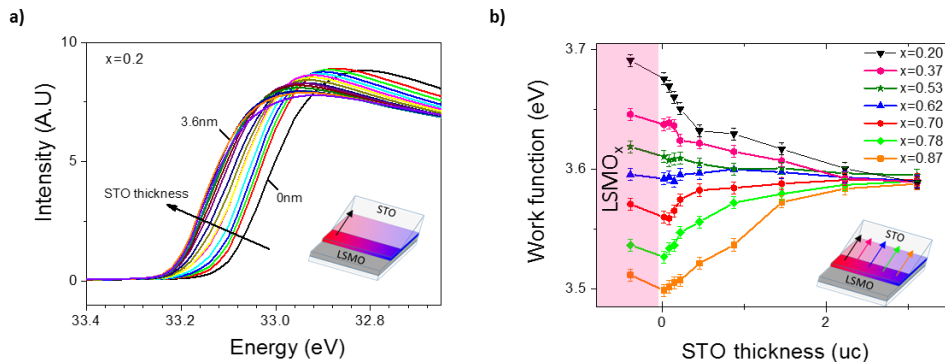 a)
x=0.2
3.6nm
STO thickness
0nm
STO
LSMO
Intensity (A.U)
10
5
0
33.4
33.2
33.0
32.8
Energy (eV)
b)
x=0.20
x=0.37
x=0.53
x=0.62
x=0.70
x=0.78
x=0.87
LSMOₓ
STO
LSMO
Work function (eV)
3.7
3.6
3.5
0
2
STO thickness (uc)